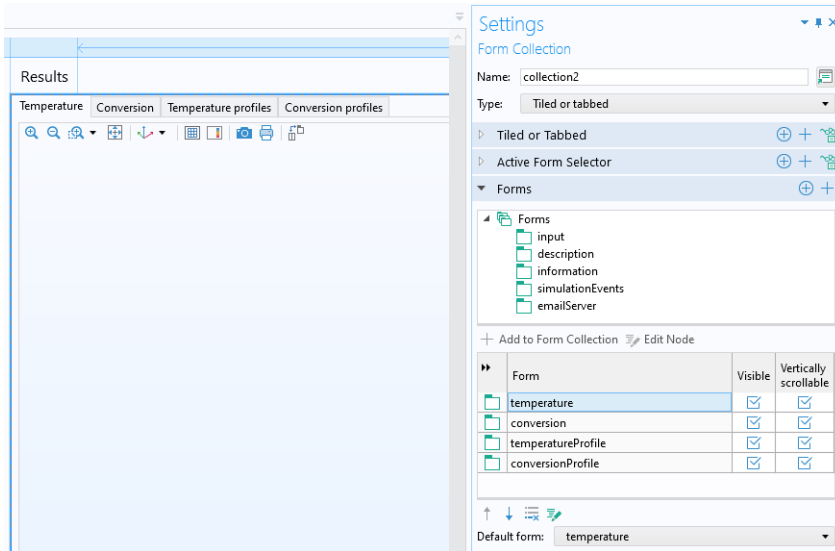 Settings
Form Collection
Name: collection2
Type: Tiled or tabbed
Results
Temperature Conversion Temperature profiles Conversion profiles
Tiled or Tabbed
Active Form Selector
Forms
Forms
input
description
information
simulationEvents
emailServer
Add to Form Collection Edit Node
Form Visible Vertically scrollable
temperature
conversion
temperatureProfile
conversionProfile
Default form: temperature